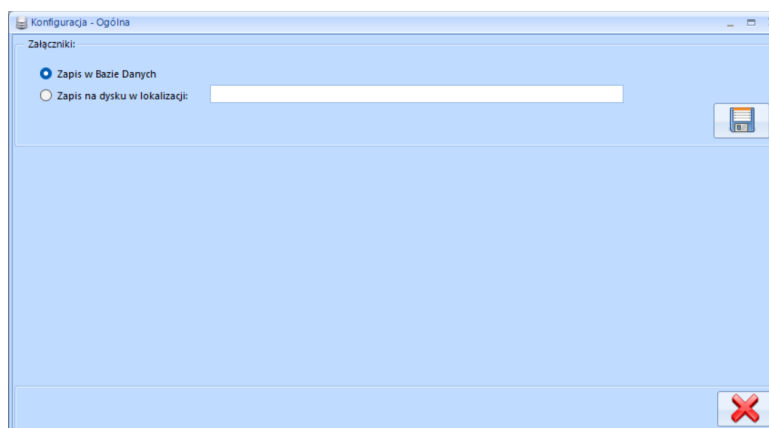 Konfiguracja - Ogólna
Załączniki:
Zapis w Bazie Danych
Zapis na dysku w lokalizacji: